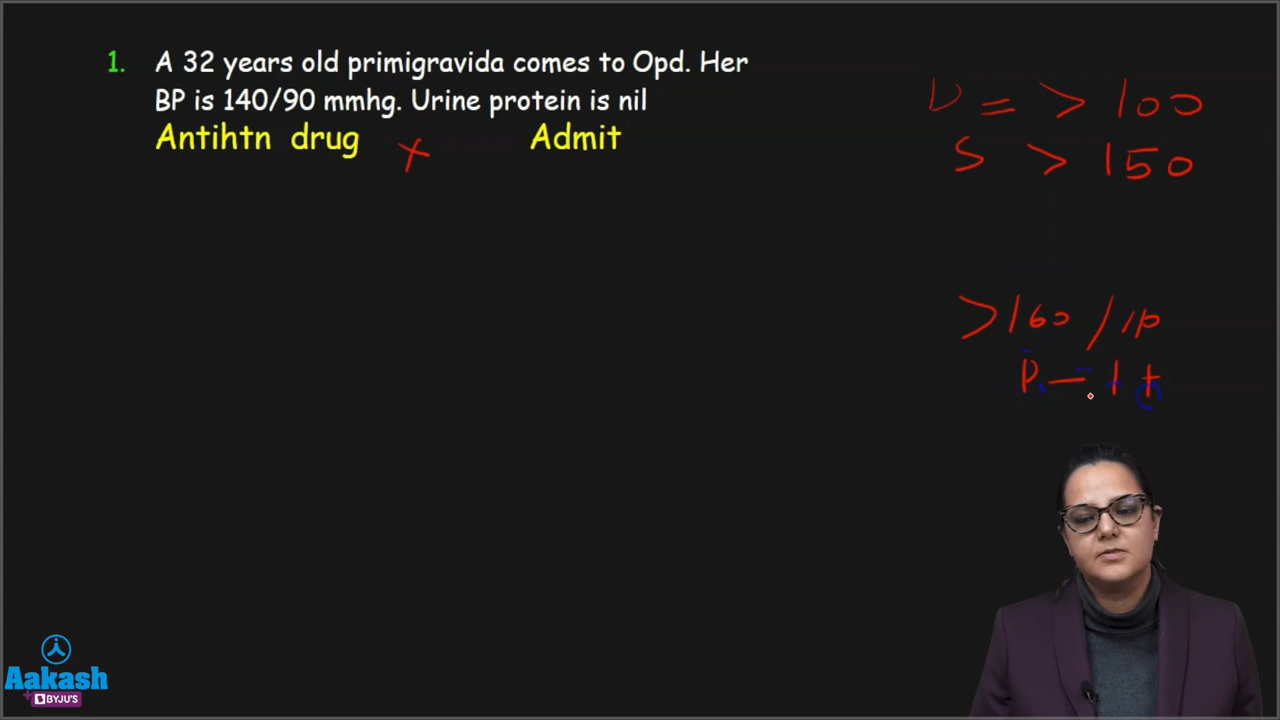 1. A 32 years old primigravida comes to Opd. Her
BP is 140/90 mmhg. Urine protein is nil
Antihtn drug x Admit
D = > 100
S > 150
> 160 /
P — 1 +
Aakash
+ BYJU'S